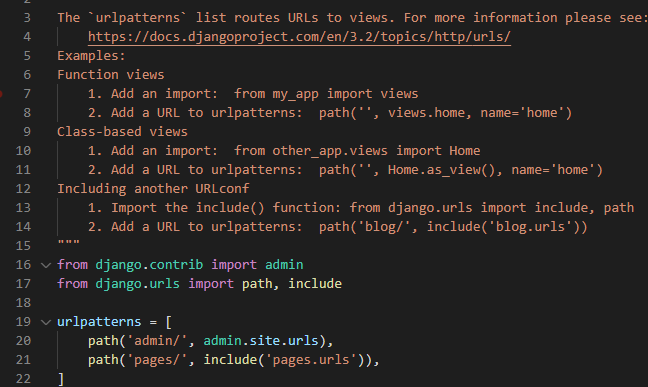 2
3 The `urlpatterns` list routes URLs to views. For more information please see:
4 https://docs.djangoproject.com/en/3.2/topics/http/urls/
5 Examples:
6 Function views
7 1. Add an import:  from my_app import views
8 2. Add a URL to urlpatterns:  path('', views.home, name='home')
9 Class-based views
10 1. Add an import:  from other_app.views import Home
11 2. Add a URL to urlpatterns:  path('', Home.as_view(), name='home')
12 Including another URLconf
13 1. Import the include() function: from django.urls import include, path
14 2. Add a URL to urlpatterns:  path('blog/', include('blog.urls'))
15 """
16 from django.contrib import admin
17 from django.urls import path, include
18
19 urlpatterns = [
20 path('admin/', admin.site.urls),
21 path('pages/', include('pages.urls')),
22 ]